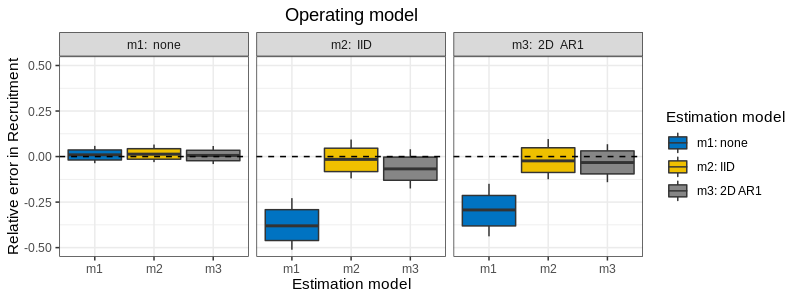 Operating model
m1: none
m2: IID
m3: 2D AR1
Relative error in Recruitment
0.50
0.25
0.00
-0.25
-0.50
m1 m2 m3
m1 m2 m3
m1 m2 m3
Estimation model
Estimation model
m1: none
m2: IID
m3: 2D AR1